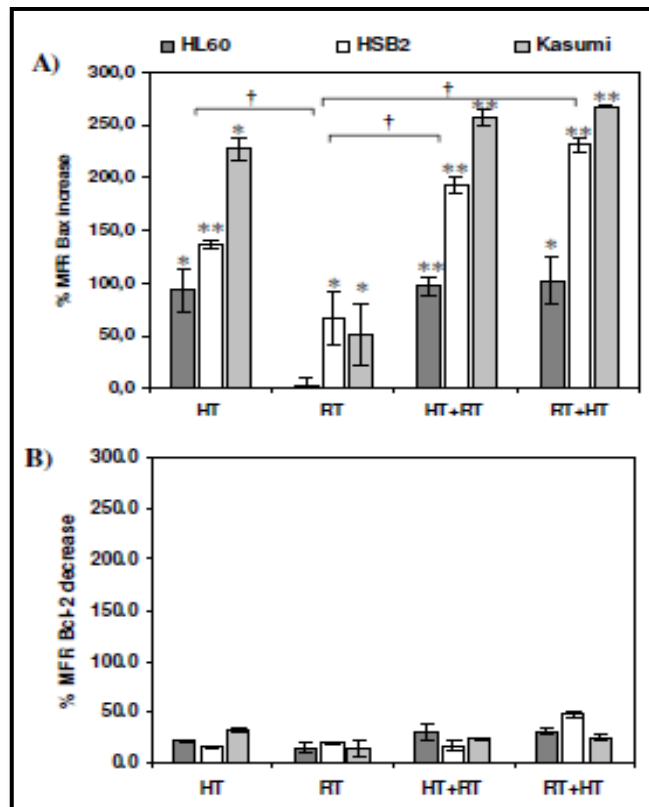 HL60 HSB2 Kasumi
A)
300,0
250,0
200,0
150,0
100,0
50,0
0,0
% MFR Bax increase
† † †
* ** * * * ** ** ** * ** **
HT RT HT+RT RT+HT
B)
300.0
250.0
200.0
150.0
100.0
50.0
0.0
% MFR Bcl-2 decrease
HT RT HT+RT RT+HT